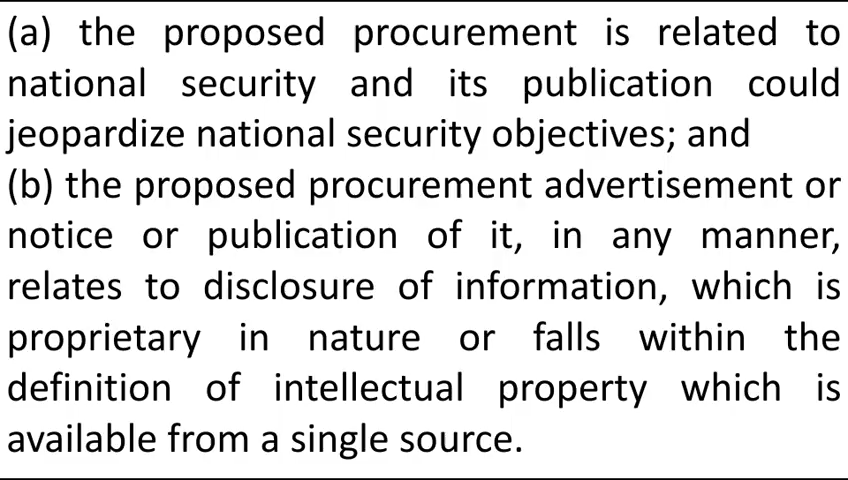 (a) the proposed procurement is related to
national security and its publication could
jeopardize national security objectives; and
(b) the proposed procurement advertisement or
notice or publication of it, in any manner,
relates to disclosure of information, which is
proprietary in nature or falls within the
definition of intellectual property which is
available from a single source.